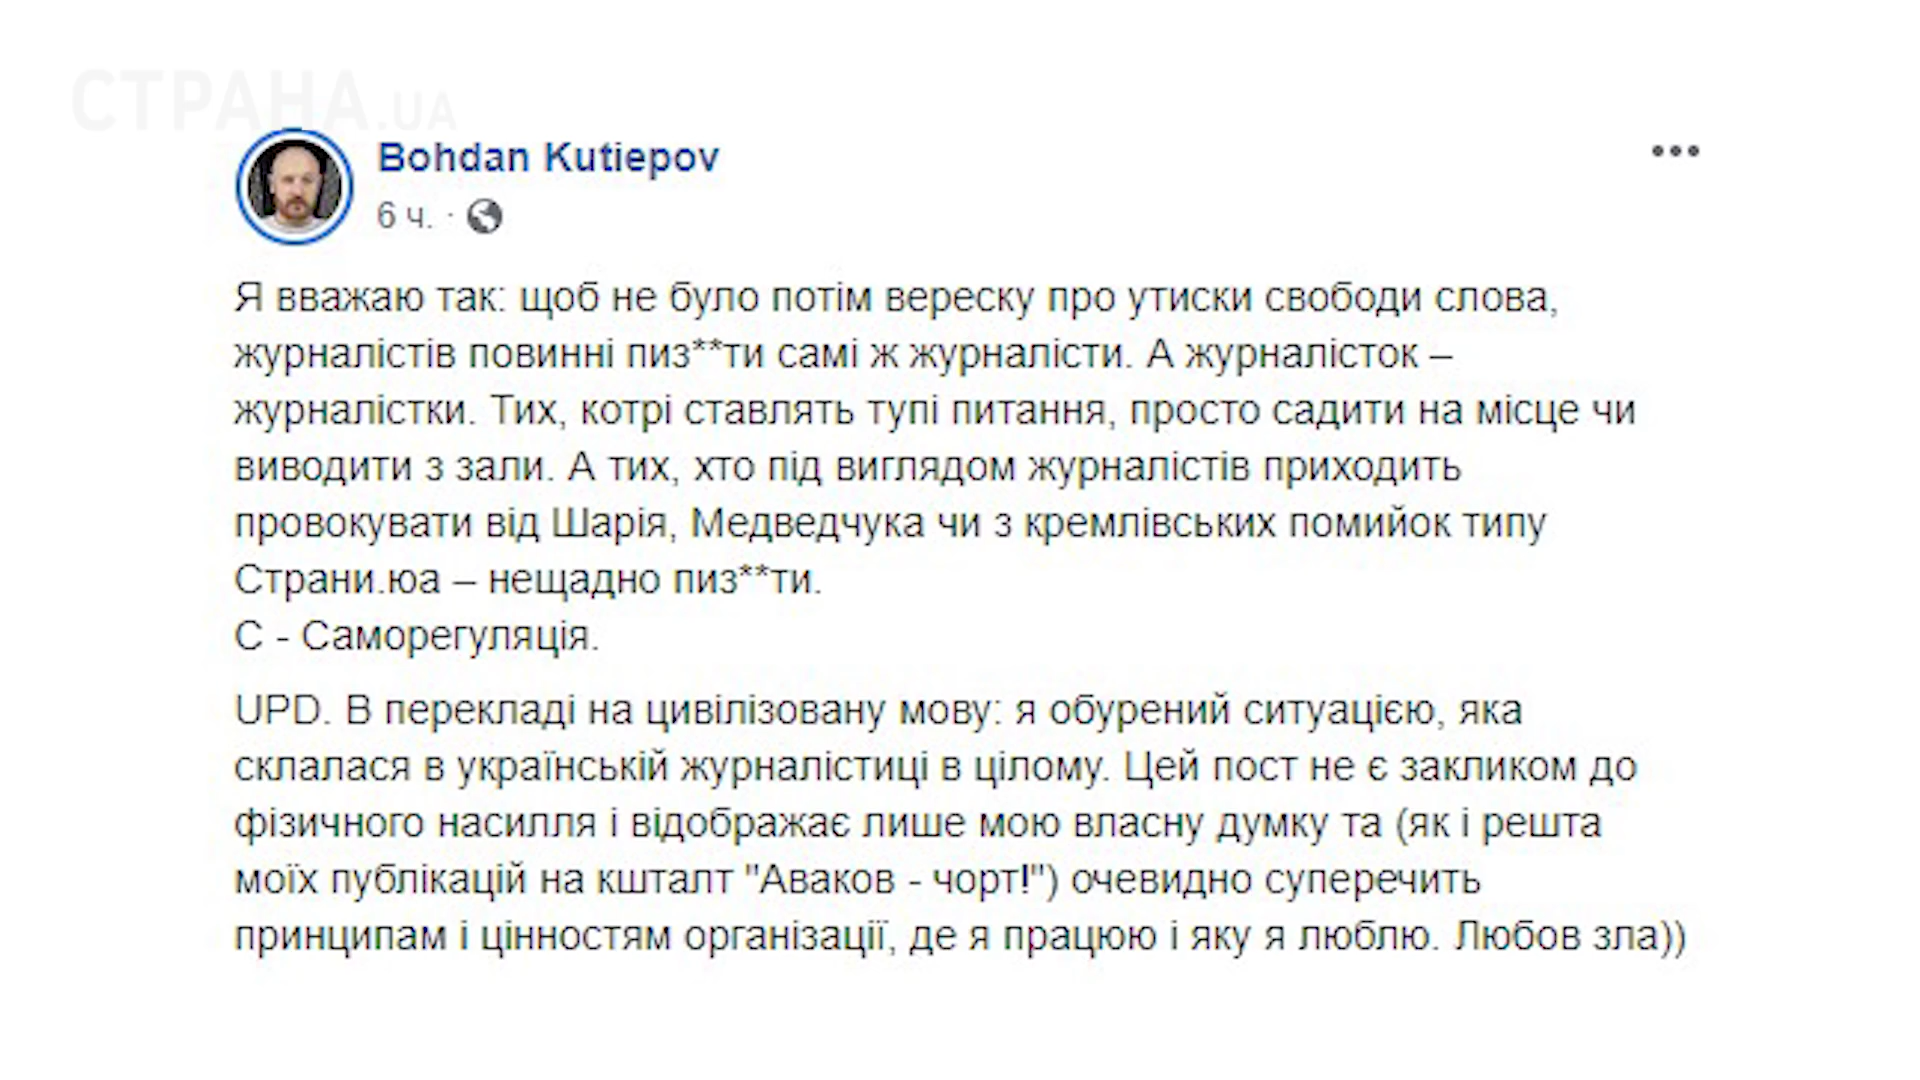 СТРАНА.UA
Bohdan Kutiepov
6 ч. ·
Я вважаю так: щоб не було потім вереску про утиски свободи слова,
журналістів повинні пиз**ти самі ж журналісти. А журналісток –
журналістки. Тих, котрі ставлять тупі питання, просто садити на місце чи
виводити з зали. А тих, хто під виглядом журналістів приходить
провокувати від Шарія, Медведчука чи з кремлівських помийок типу
Страни.юа – нещадно пиз**ти.
С - Саморегуляція.
UPD. В перекладі на цивілізовану мову: я обурений ситуацією, яка
склалася в українській журналістиці в цілому. Цей пост не є закликом до
фізичного насилля і відображає лише мою власну думку та (як і решта
моїх публікацій на кшталт "Аваков - чорт!") очевидно суперечить
принципам і цінностям організації, де я працюю і яку я люблю. Любов зла))